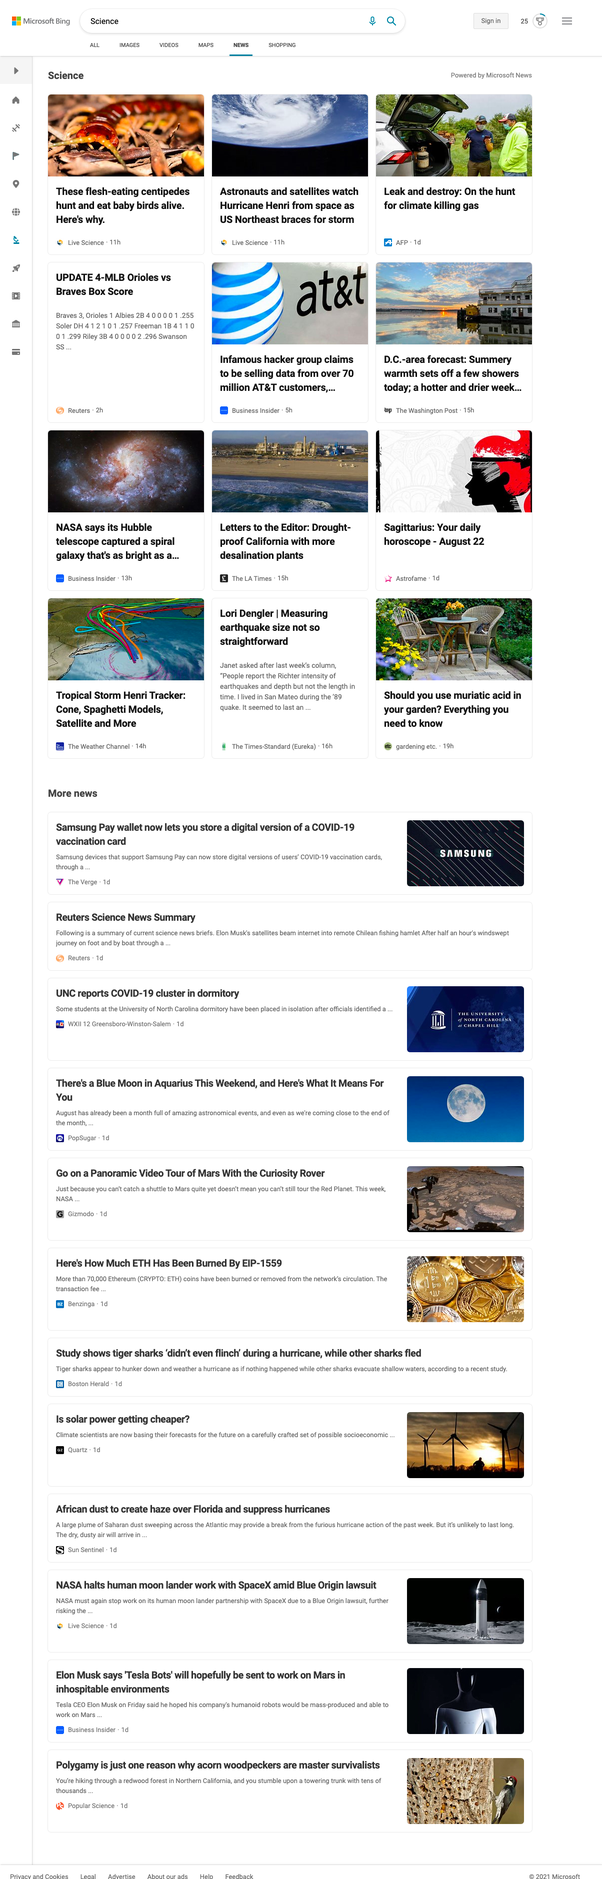 Microsoft Bing
Science
Sign in
25
ALL IMAGES VIDEOS MAPS NEWS SHOPPING
Science
Powered by Microsoft News
These flesh-eating centipedes
hunt and eat baby birds alive.
Here's why.
Live Science · 11h
Astronauts and satellites watch
Hurricane Henri from space as
US Northeast braces for storm
Live Science · 11h
Leak and destroy: On the hunt
for climate killing gas
AFP · 1d
UPDATE 4-MLB Orioles vs
Braves Box Score
Braves 3, Orioles 1 Albies 2B 4 0 0 0 0 1 .255
Soler DH 4 1 2 1 0 1 .257 Freeman 1B 4 1 1 0
0 1 .299 Riley 3B 4 0 0 0 0 2 .296 Swanson
SS ...
Reuters · 2h
at&t
Infamous hacker group claims
to be selling data from over 70
million AT&T customers,...
Business Insider · 5h
D.C.-area forecast: Summery
warmth sets off a few showers
today; a hotter and drier week...
The Washington Post · 15h
NASA says its Hubble
telescope captured a spiral
galaxy that's as bright as a...
Business Insider · 13h
Letters to the Editor: Drought-
proof California with more
desalination plants
The LA Times · 15h
Sagittarius: Your daily
horoscope - August 22
Astrofame · 1d
Tropical Storm Henri Tracker:
Cone, Spaghetti Models,
Satellite and More
The Weather Channel · 14h
Lori Dengler | Measuring
earthquake size not so
straightforward
Janet asked after last week's column,
"People report the Richter intensity of
earthquakes and depth but not the length in
time. I lived in San Mateo during the '89
quake. It seemed to last an ...
The Times-Standard (Eureka) · 16h
Should you use muriatic acid in
your garden? Everything you
need to know
gardening etc. · 19h
More news
Samsung Pay wallet now lets you store a digital version of a COVID-19
vaccination card
Samsung devices that support Samsung Pay can now store digital versions of users' COVID-19 vaccination cards,
through a ...
The Verge · 1d
SAMSUNG
Reuters Science News Summary
Following is a summary of current science news briefs. Elon Musk's satellites beam internet into remote Chilean fishing hamlet After half an hour's windswept
journey on foot and by boat through a ...
Reuters · 1d
UNC reports COVID-19 cluster in dormitory
Some students at the University of North Carolina dormitory have been placed in isolation after officials identified a ...
WXII 12 Greensboro-Winston-Salem · 1d
THE UNIVERSITY
of NORTH CAROLINA
at CHAPEL HILL
There's a Blue Moon in Aquarius This Weekend, and Here's What It Means For
You
August has already been a month full of amazing astronomical events, and even as we're coming close to the end of
the month, ...
PopSugar · 1d
Go on a Panoramic Video Tour of Mars With the Curiosity Rover
Just because you can't catch a shuttle to Mars quite yet doesn't mean you can't still tour the Red Planet. This week,
NASA ...
Gizmodo · 1d
Here's How Much ETH Has Been Burned By EIP-1559
More than 70,000 Ethereum (CRYPTO: ETH) coins have been burned or removed from the network's circulation. The
transaction fee ...
Benzinga · 1d
Study shows tiger sharks 'didn't even flinch' during a hurricane, while other sharks fled
Tiger sharks appear to hunker down and weather a hurricane as if nothing happened while other sharks evacuate shallow waters, according to a recent study.
Boston Herald · 1d
Is solar power getting cheaper?
Climate scientists are now basing their forecasts for the future on a carefully crafted set of possible socioeconomic ...
Quartz · 1d
African dust to create haze over Florida and suppress hurricanes
A large plume of Saharan dust sweeping across the Atlantic may provide a break from the furious hurricane action of the past week. But it's unlikely to last long.
The dry, dusty air will arrive in ...
Sun Sentinel · 1d
NASA halts human moon lander work with SpaceX amid Blue Origin lawsuit
NASA must again stop work on its human moon lander partnership with SpaceX due to a Blue Origin lawsuit, further
risking the ...
Live Science · 1d
Elon Musk says 'Tesla Bots' will hopefully be sent to work on Mars in
inhospitable environments
Tesla CEO Elon Musk on Friday said he hoped his company's humanoid robots would be mass-produced and able to
work on Mars ...
Business Insider · 1d
Polygamy is just one reason why acorn woodpeckers are master survivalists
You're hiking through a redwood forest in Northern California, and you stumble upon a towering trunk with tens of
thousands ...
Popular Science · 1d
Privacy and Cookies Legal Advertise About our ads Help Feedback
© 2021 Microsoft